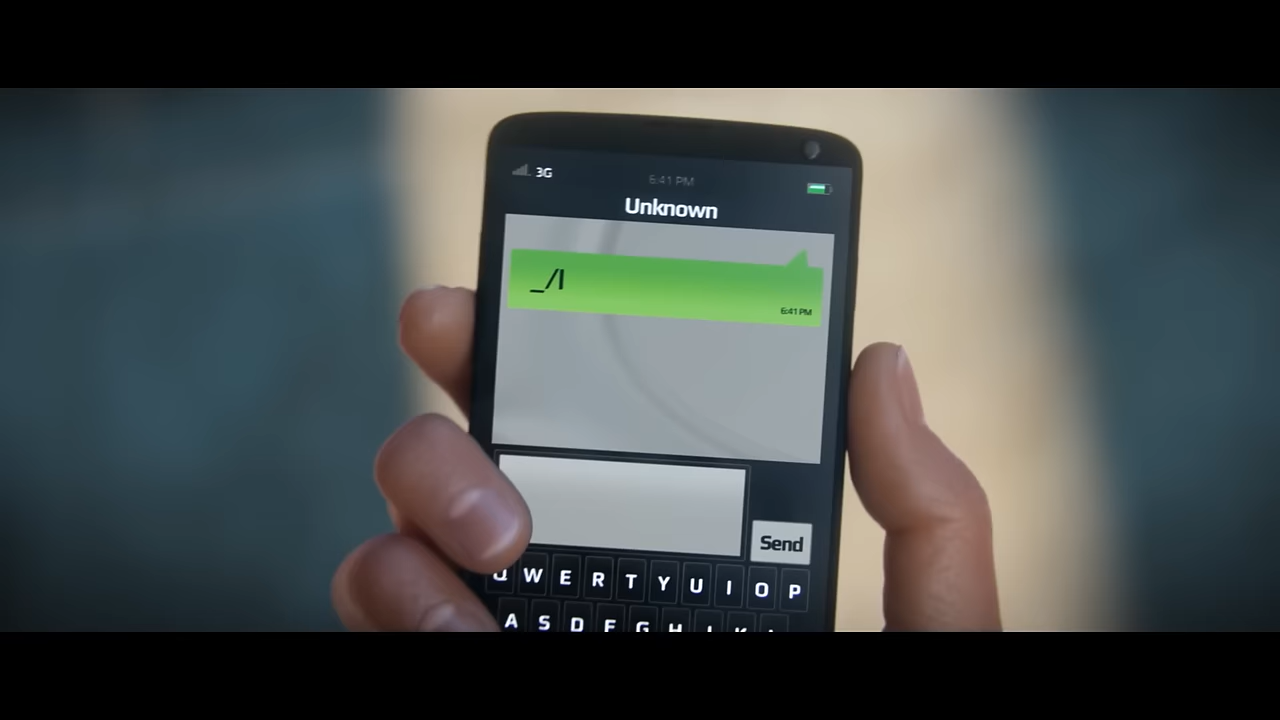 3G
6:41 PM
Unknown
_/|
6:41 PM
Send
Q W E R T Y U I O P
A S D F G H J K L